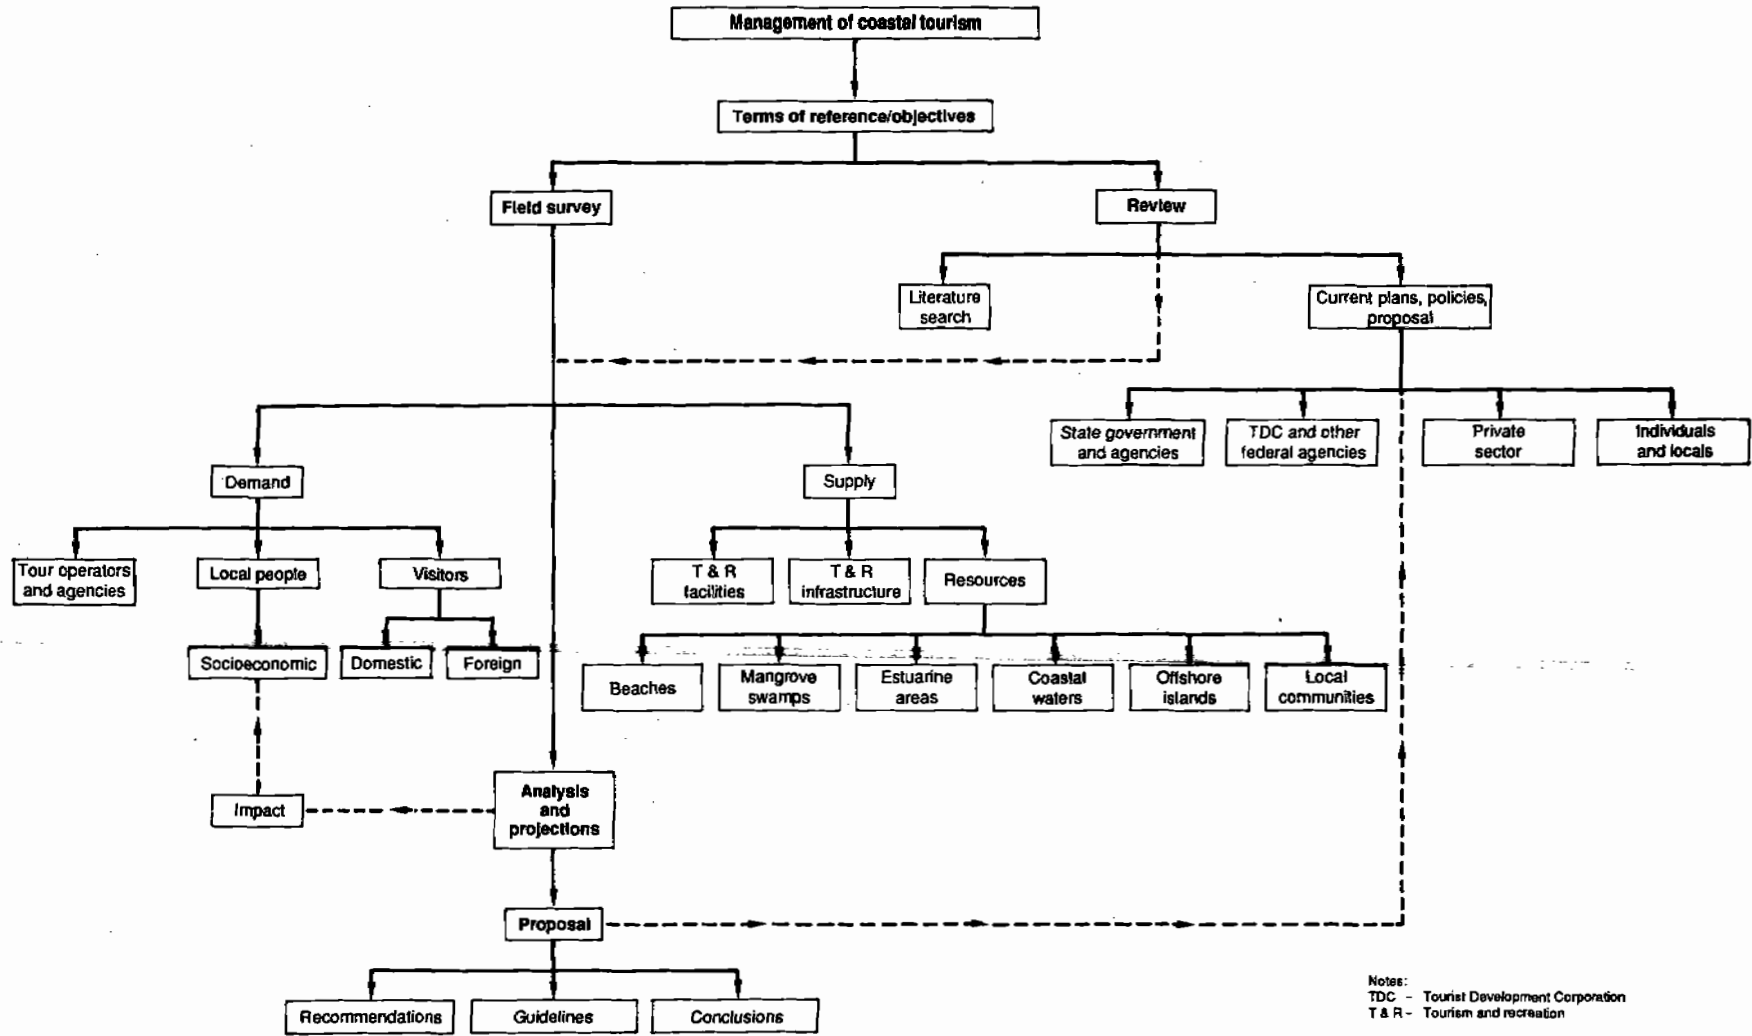 Management of coastal tourism
Terms of reference/objectives
Field survey
Review
Literature
search
Current plans, policies,
proposal
State government
and agencies
TDC and other
federal agencies
Private
sector
Individuals
and locals
Demand
Supply
Tour operators
and agencies
Local people
Visitors
T & R
facilities
T & R
infrastructure
Resources
Socioeconomic
Domestic
Foreign
Beaches
Mangrove
swamps
Estuarine
areas
Coastal
waters
Offshore
islands
Local
communities
Impact
Analysis
and
projections
Proposal
Recommendations
Guidelines
Conclusions
Notes:
TDC - Tourist Development Corporation
T & R - Tourism and recreation